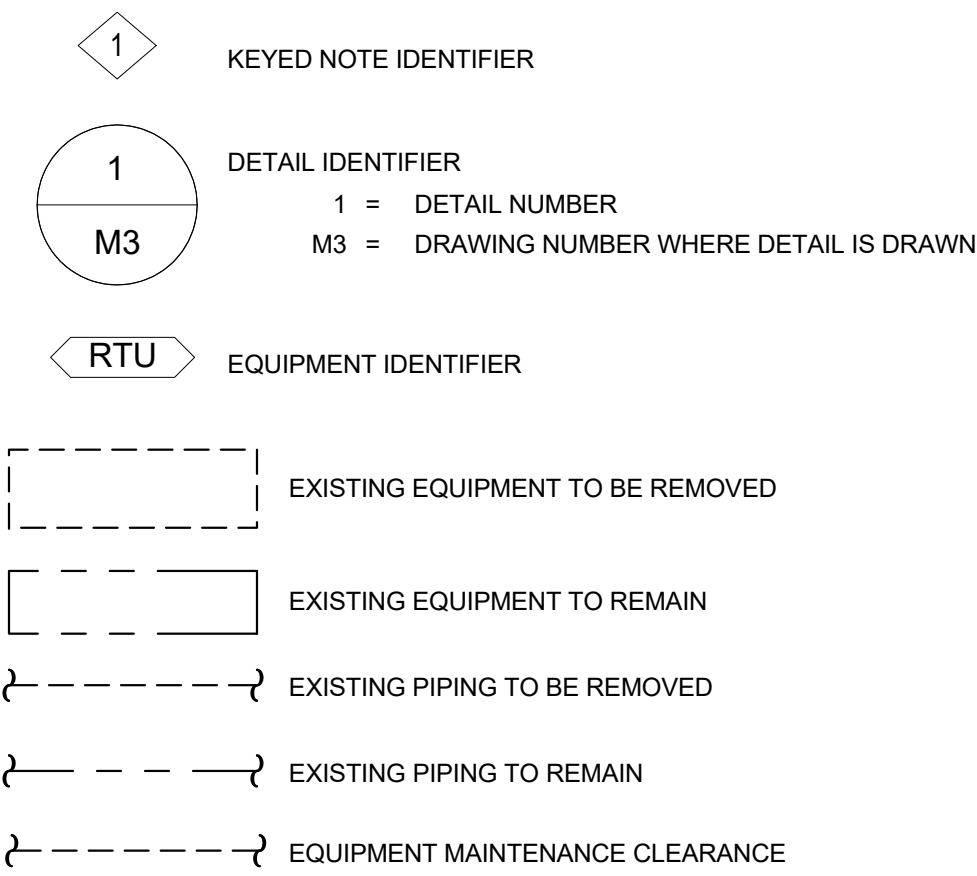 1
KEYED NOTE IDENTIFIER
1
M3
DETAIL IDENTIFIER
1 = DETAIL NUMBER
M3 = DRAWING NUMBER WHERE DETAIL IS DRAWN
RTU
EQUIPMENT IDENTIFIER
EXISTING EQUIPMENT TO BE REMOVED
EXISTING EQUIPMENT TO REMAIN
EXISTING PIPING TO BE REMOVED
EXISTING PIPING TO REMAIN
EQUIPMENT MAINTENANCE CLEARANCE